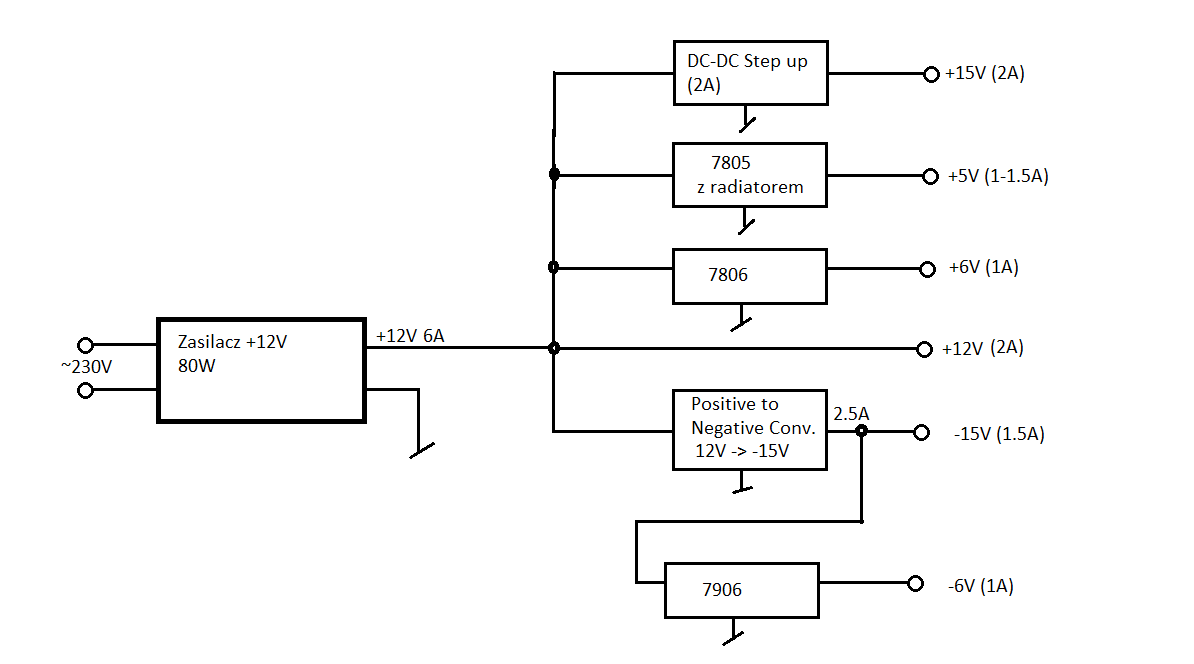 DC-DC Step up
(2A)
+15V (2A)
7805
z radiatorem
+5V (1-1.5A)
7806
+6V (1A)
~230V
Zasilacz +12V
80W
+12V 6A
+12V (2A)
Positive to
Negative Conv.
12V -> -15V
2.5A
-15V (1.5A)
7906
-6V (1A)